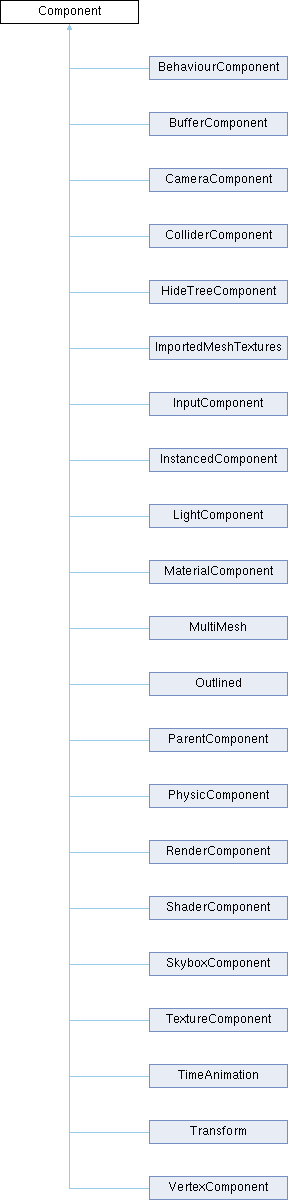 Component
BehaviourComponent
BufferComponent
CameraComponent
ColliderComponent
HideTreeComponent
ImportedMeshTextures
InputComponent
InstancedComponent
LightComponent
MaterialComponent
MultiMesh
Outlined
ParentComponent
PhysicComponent
RenderComponent
ShaderComponent
SkyboxComponent
TextureComponent
TimeAnimation
Transform
VertexComponent